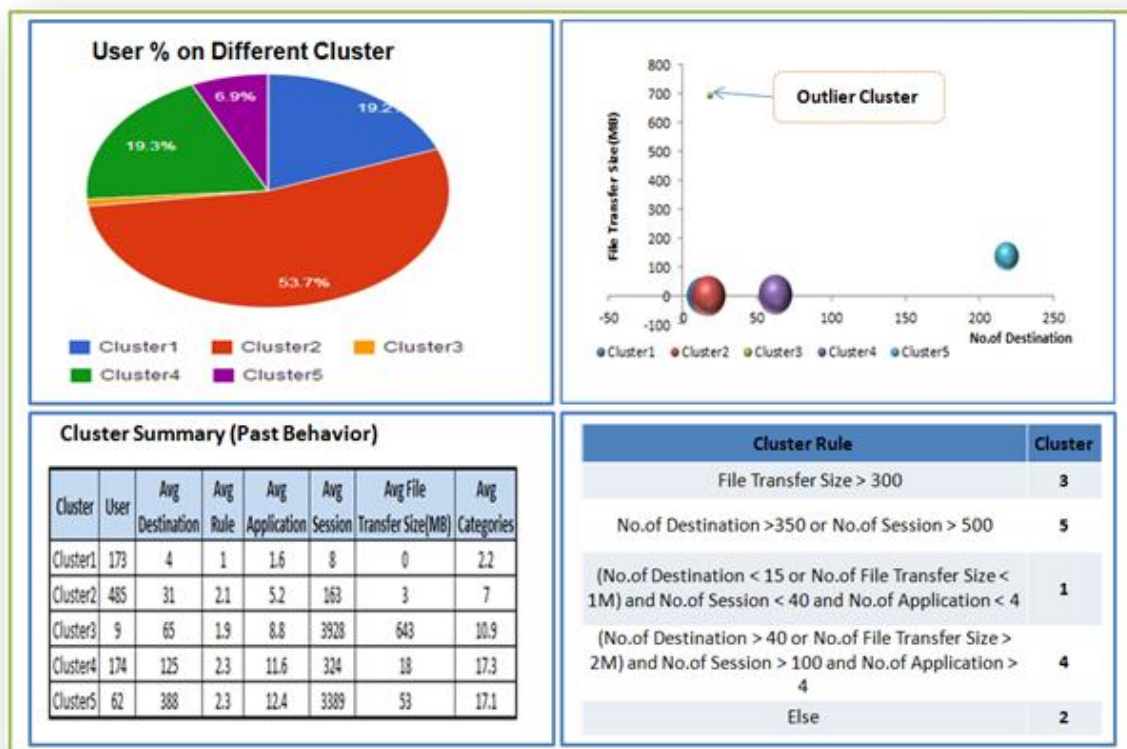 User % on Different Cluster
6.9%
19.3%
53.7%
Cluster1 Cluster2 Cluster3
Cluster4 Cluster5
800
700
600
500
400
300
200
100
0
-100
File Transfer Size(MB)
Outlier Cluster
-50 0 50 100 150 200 250
No.of Destination
Cluster1 Cluster2 Cluster3 Cluster4 Cluster5
Cluster Summary (Past Behavior)
Cluster User Avg Destination Avg Rule Avg Application Avg Session Avg File Transfer Size(MB) Avg Categories
Cluster1 173 4 1 1.6 8 0 2.2
Cluster2 485 31 2.1 5.2 163 3 7
Cluster3 9 65 1.9 8.8 3928 643 10.9
Cluster4 174 125 2.3 11.6 324 18 17.3
Cluster5 62 388 2.3 12.4 3389 53 17.1
Cluster Rule Cluster
File Transfer Size > 300 3
No.of Destination >350 or No.of Session > 500 5
(No.of Destination < 15 or No.of File Transfer Size <
1M) and No.of Session < 40 and No.of Application < 4 1
(No.of Destination > 40 or No.of File Transfer Size >
2M) and No.of Session > 100 and No.of Application >
4 4
Else 2